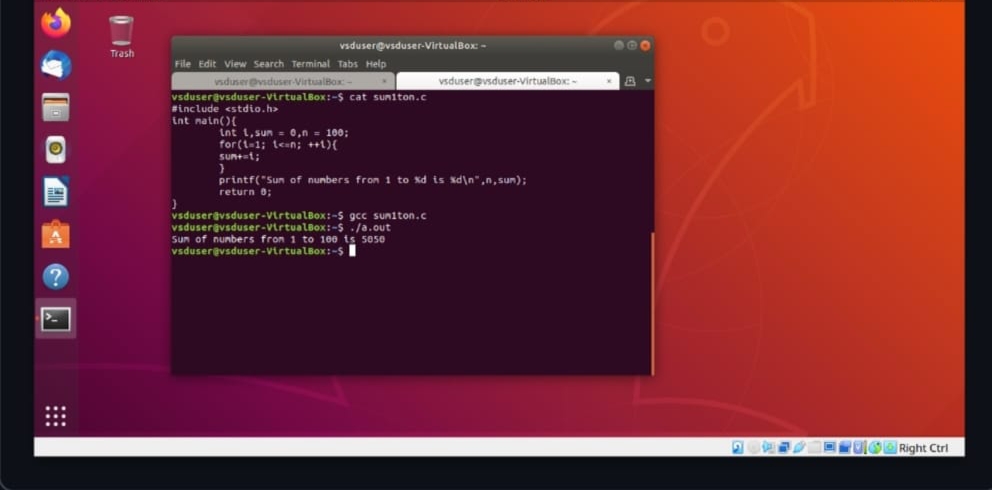 Trash
vsduser@vsduser-VirtualBox: ~
File Edit View Search Terminal Tabs Help
vsduser@vsduser-VirtualBox: ~ × vsduser@vsduser-VirtualBox: ~ ×
vsduser@vsduser-VirtualBox:~$ cat sum1ton.c
#include <stdio.h>
int main(){
int i,sum = 0,n = 100;
for(i=1; i<=n; ++i){
sum+=i;
}
printf("Sum of numbers from 1 to %d is %d\n",n,sum);
return 0;
}
vsduser@vsduser-VirtualBox:~$ gcc sum1ton.c
vsduser@vsduser-VirtualBox:~$ ./a.out
Sum of numbers from 1 to 100 is 5050
vsduser@vsduser-VirtualBox:~$
Right Ctrl